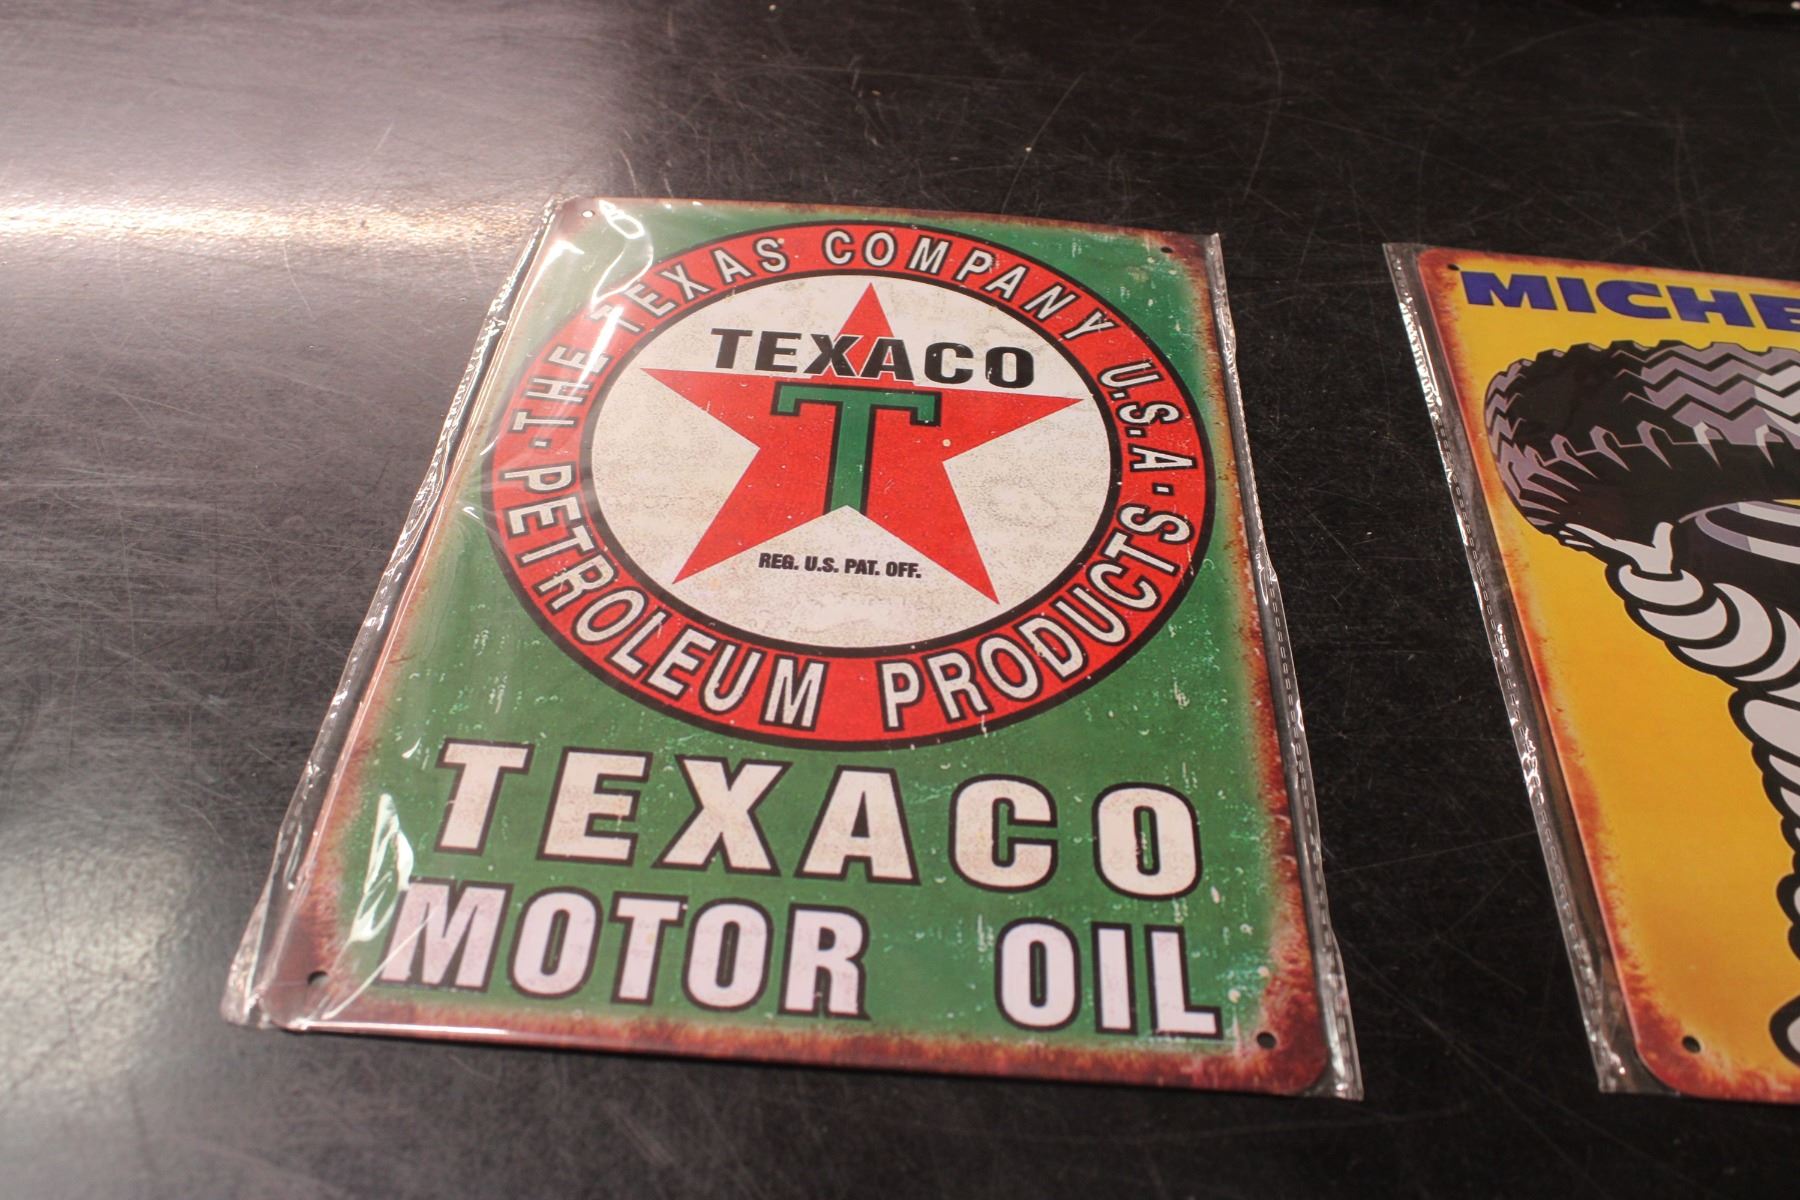 THE TEXAS COMPANY U.S.A.
TEXACO
T
REG. U.S. PAT. OFF.
PETROLEUM PRODUCTS
TEXACO
MOTOR OIL
MICHE